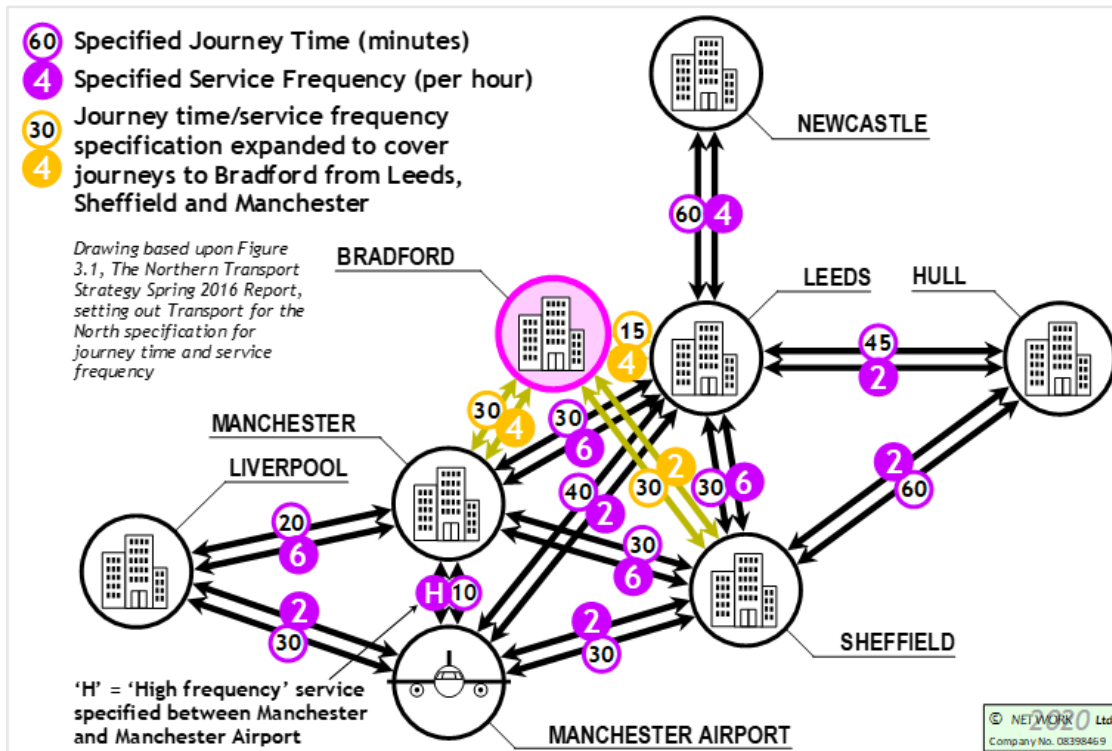 60 Specified Journey Time (minutes)
4 Specified Service Frequency (per hour)
30 Journey time/service frequency
4 specification expanded to cover
journeys to Bradford from Leeds,
Sheffield and Manchester
Drawing based upon Figure
3.1, The Northern Transport
Strategy Spring 2016 Report,
setting out Transport for the
North specification for
journey time and service
frequency
NEWCASTLE
60 4
BRADFORD
LEEDS
HULL
15
4
45
2
30
4
30
6
MANCHESTER
LIVERPOOL
2
30
40
2
30 6
2
60
20
6
30
6
H 10
2
30
2
30
SHEFFIELD
'H' = 'High frequency' service
specified between Manchester
and Manchester Airport
MANCHESTER AIRPORT
© NETWORK 2020 Ltd
Company No. 08398469